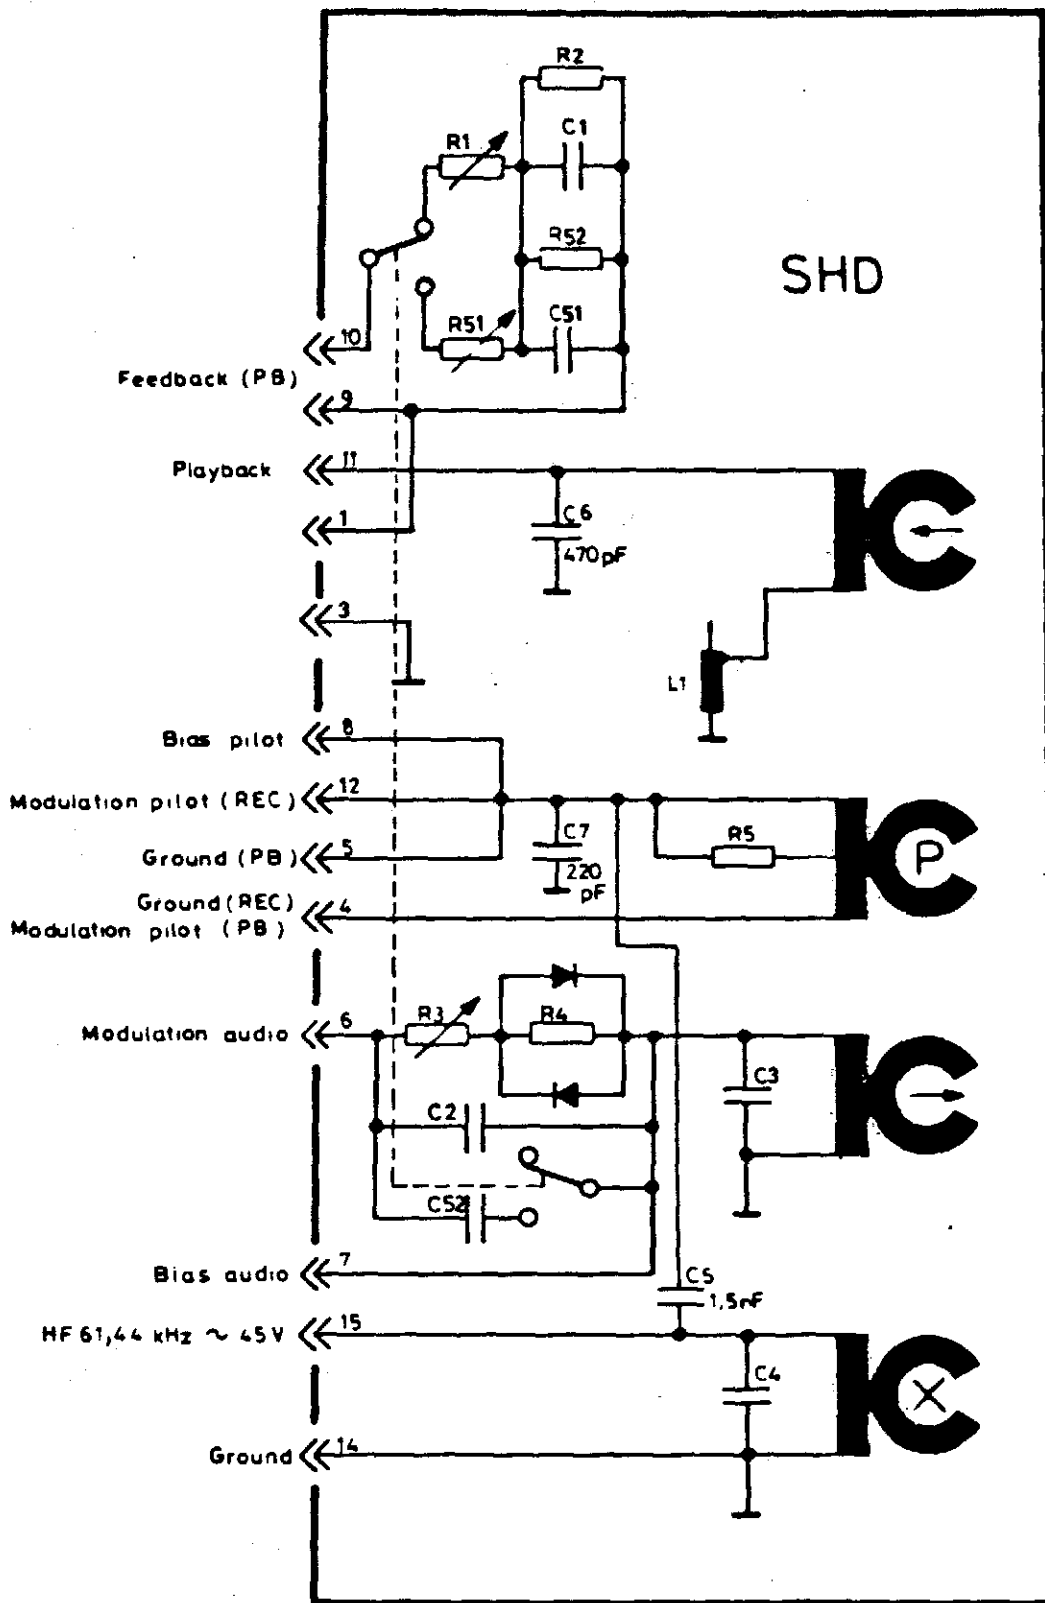 R2
C1
R1
R52
SHD
R51
C51
10
Feedback (PB)
9
Playback
11
1
C6
470pF
3
L1
Bias pilot
8
Modulation pilot (REC)
12
Ground (PB)
5
C7
220
pF
R5
P
Ground (REC)
4
Modulation pilot (PB)
Modulation audio
6
R3
R4
C3
C2
C52
Bias audio
7
C5
1,5nF
HF 61,44 kHz ~ 45V
15
C4
X
Ground
14